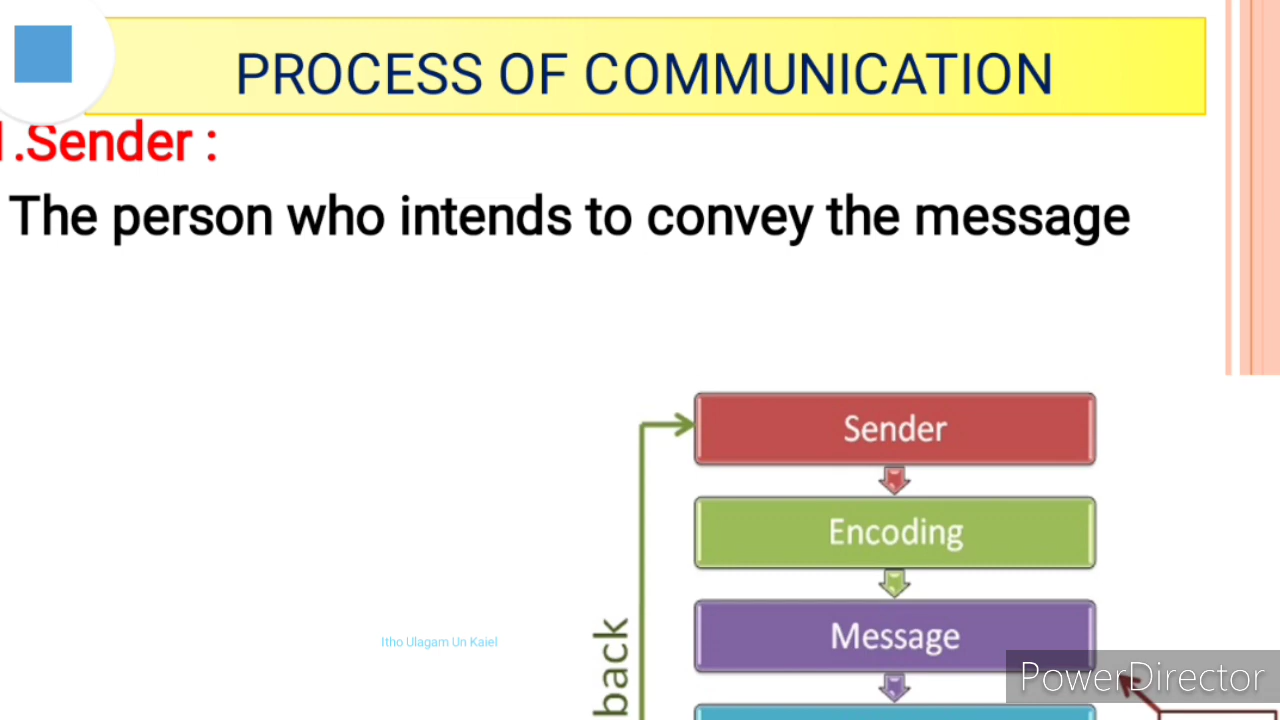 PROCESS OF COMMUNICATION
1.Sender :
The person who intends to convey the message
Sender
Encoding
Message
back
Itho Ulagam Un Kaiel
PowerDirector